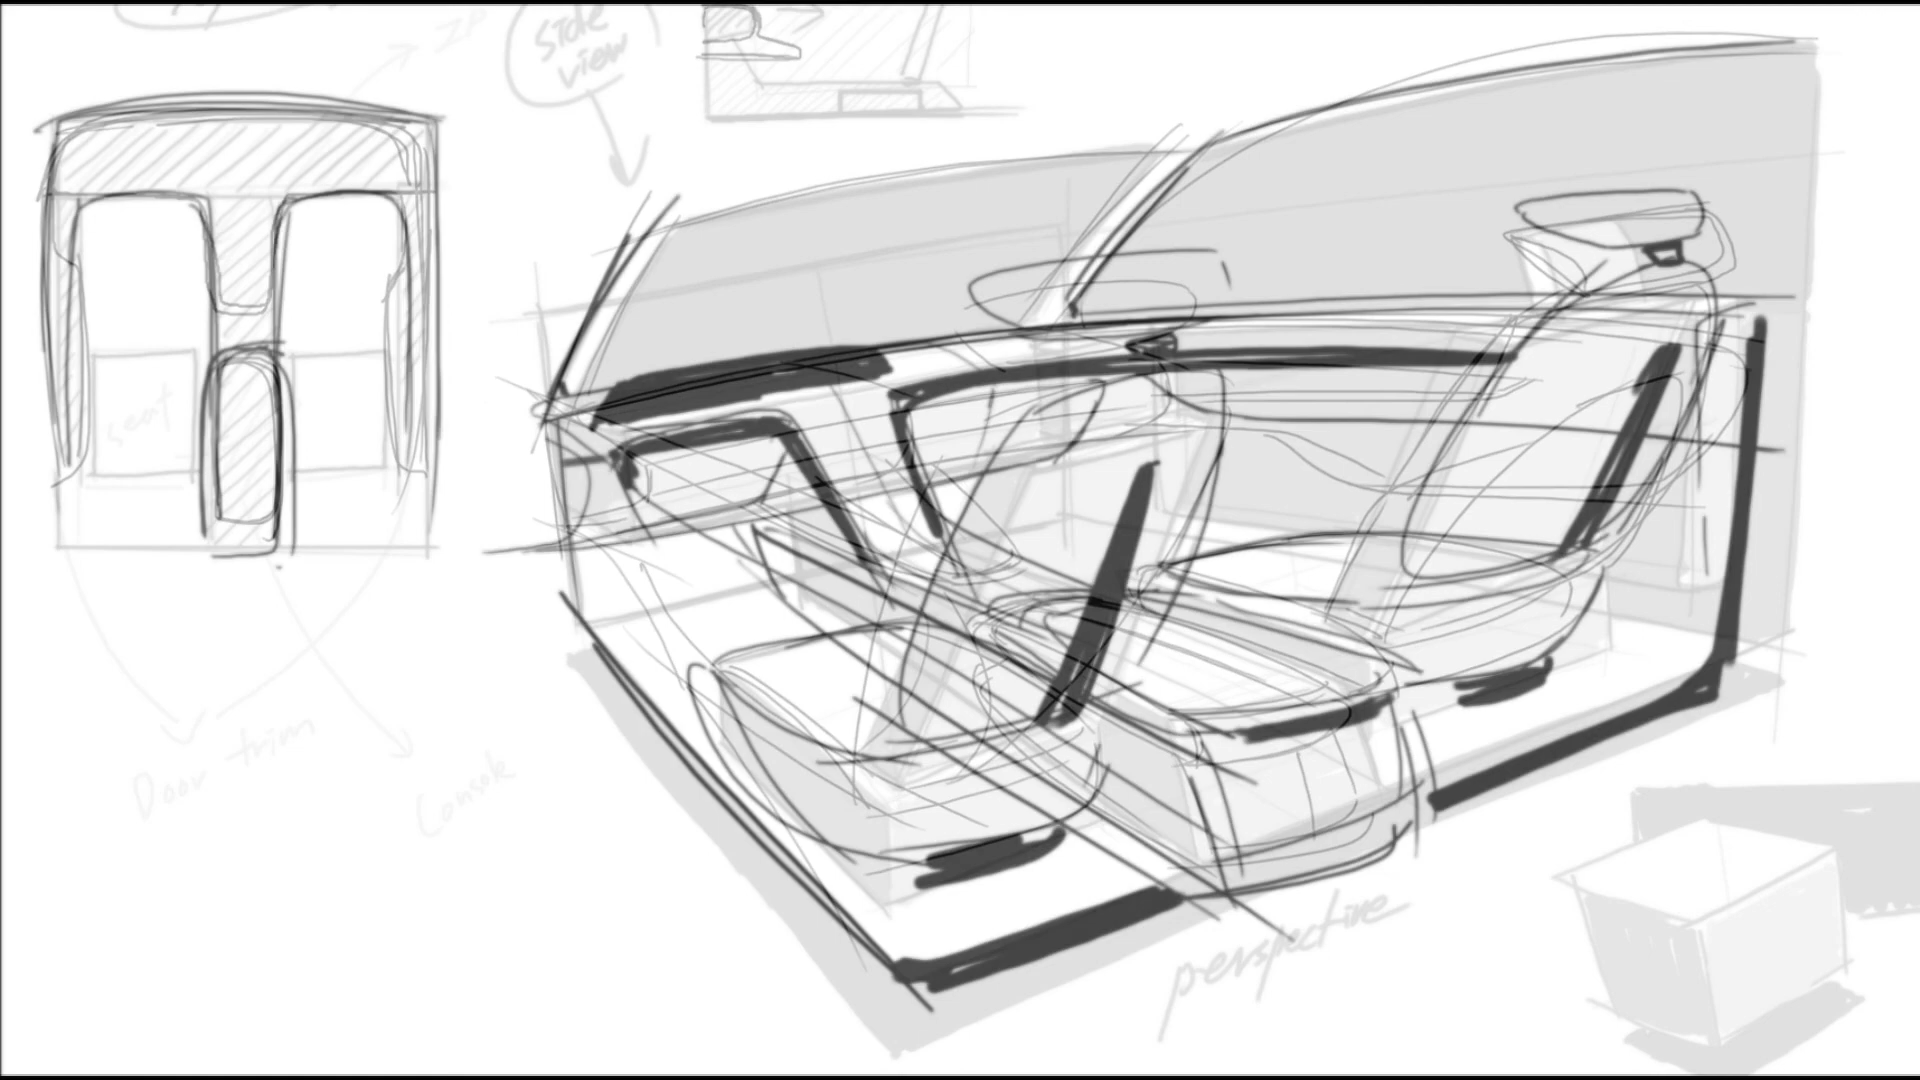 side
view
seat
Door trim
Console
perspective